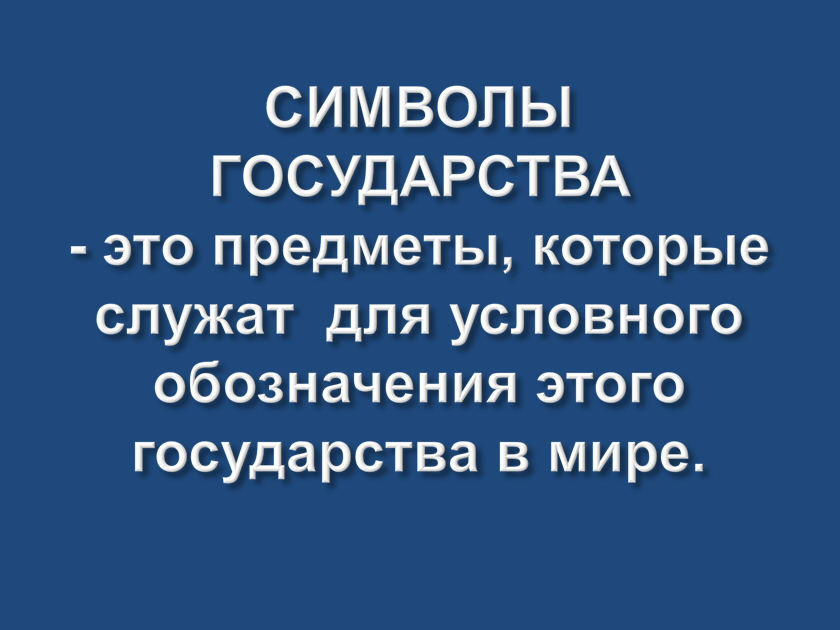 СИМВОЛЫ
ГОСУДАРСТВА
- это предметы, которые
служат  для условного
обозначения этого
государства в мире.